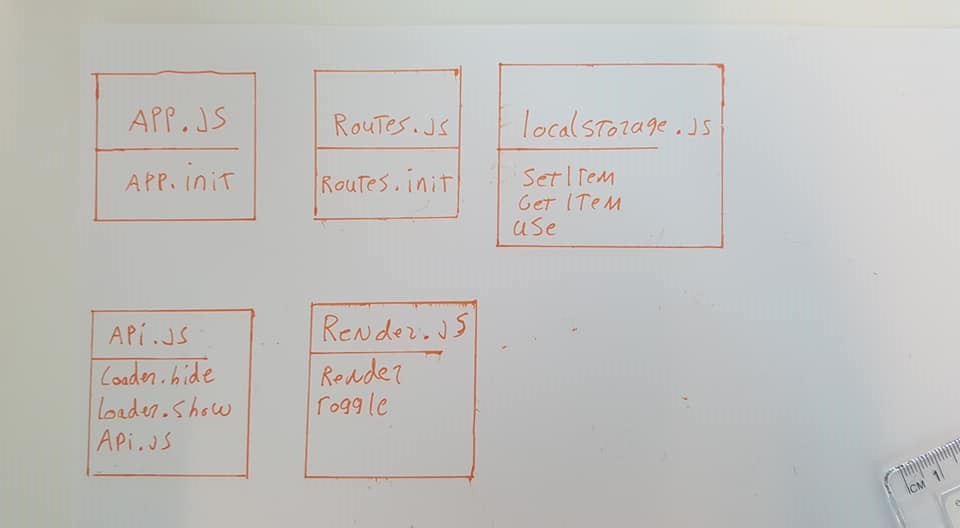 APP.JS
APP.init
Routes.js
Routes.init
localstorage.js
SetItem
Get ITem
use
Api.js
Loader.hide
Loader.show
Api.js
Render.JS
Render
Toggle
CM 1